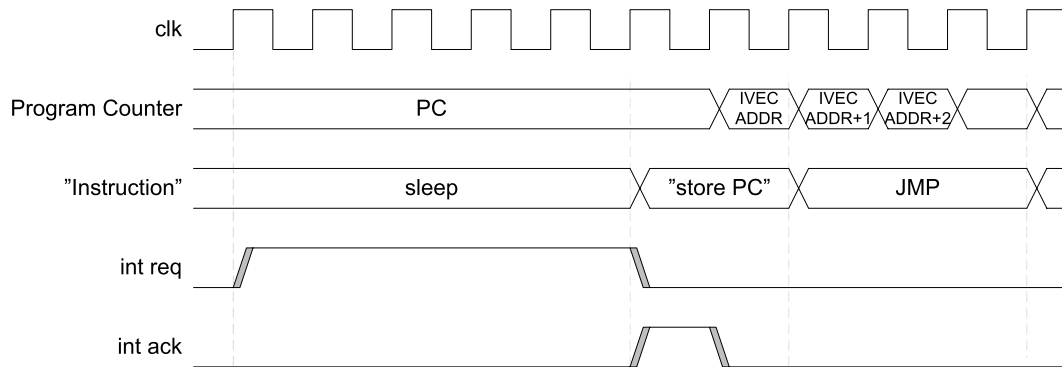 clk
Program Counter
PC
IVEC
ADDR
IVEC
ADDR+1
IVEC
ADDR+2
”Instruction”
sleep
”store PC”
JMP
int req
int ack